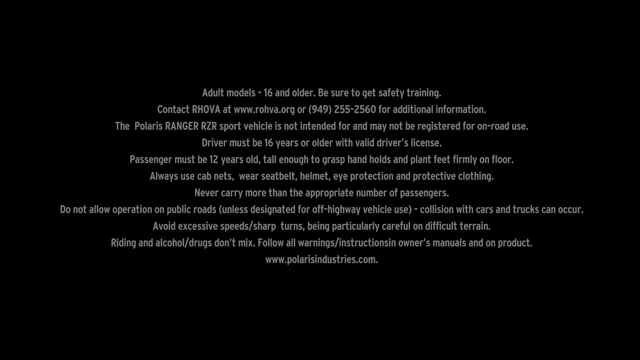 Adult models - 16 and older. Be sure to get safety training.
Contact RHOVA at www.rohva.org or (949) 255-2560 for additional information.
The Polaris RANGER RZR sport vehicle is not intended for and may not be registered for on-road use.
Driver must be 16 years or older with valid driver's license.
Passenger must be 12 years old, tall enough to grasp hand holds and plant feet firmly on floor.
Always use cab nets, wear seatbelt, helmet, eye protection and protective clothing.
Never carry more than the appropriate number of passengers.
Do not allow operation on public roads (unless designated for off-highway vehicle use) - collision with cars and trucks can occur.
Avoid excessive speeds/sharp turns, being particularly careful on difficult terrain.
Riding and alcohol/drugs don't mix. Follow all warnings/instructionsin owner's manuals and on product.
www.polarisindustries.com.